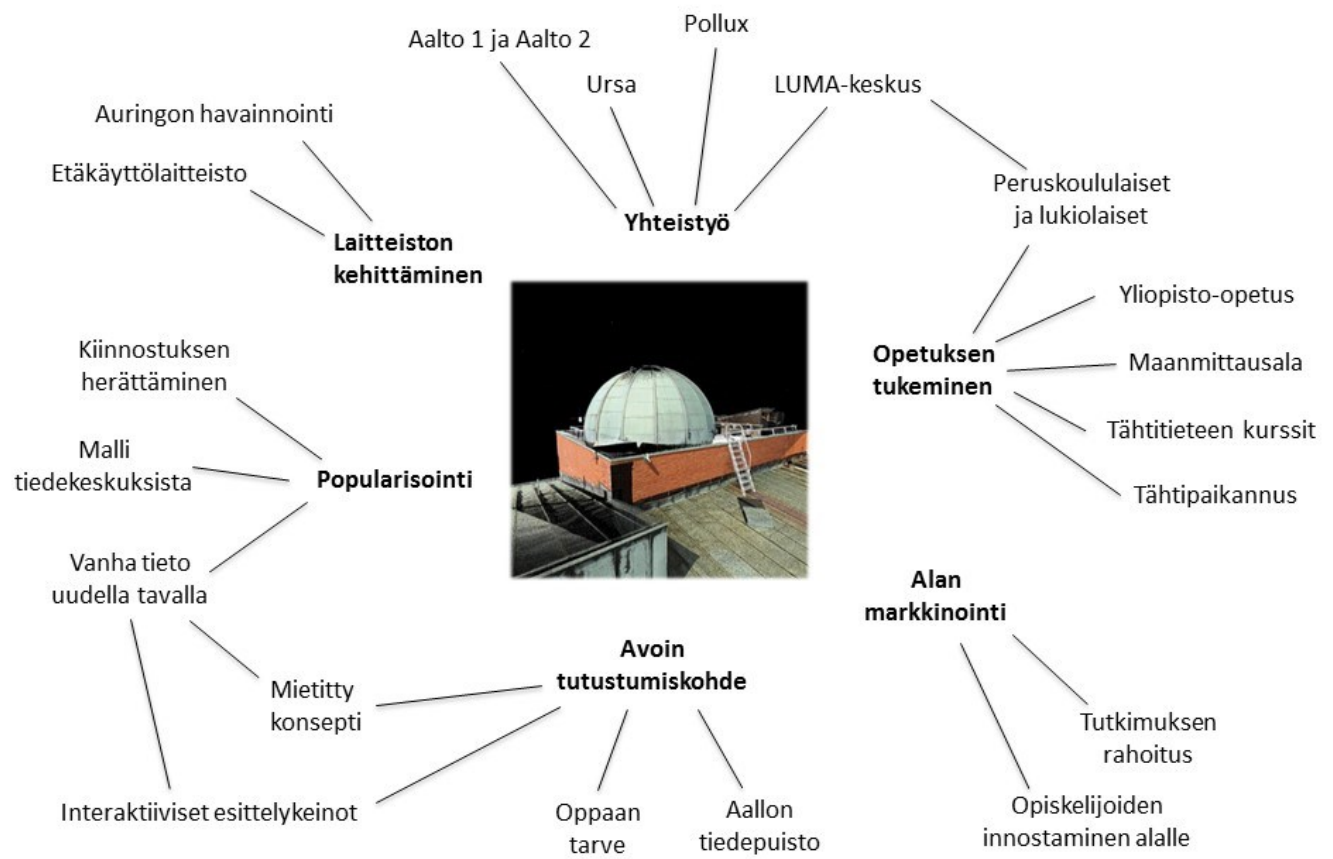 Pollux
Aalto 1 ja Aalto 2
Ursa
LUMA-keskus
Auringon havainnointi
Etäkäyttölaitteisto
Peruskoululaiset
ja lukiolaiset
Yhteistyö
Laitteiston
kehittäminen
Yliopisto-opetus
Opetuksen
tukeminen
Maanmittausala
Tähtitieteen kurssit
Tähtipaikannus
Kiinnostuksen
herättäminen
Malli
tiedekeskuksista
Popularisointi
Vanha tieto
uudella tavalla
Alan
markkinointi
Avoin
tutustumiskohde
Mietitty
konsepti
Tutkimuksen
rahoitus
Interaktiiviset esittelykeinot
Oppaan
tarve
Aallon
tiedepuisto
Opiskelijoiden
innostaminen alalle